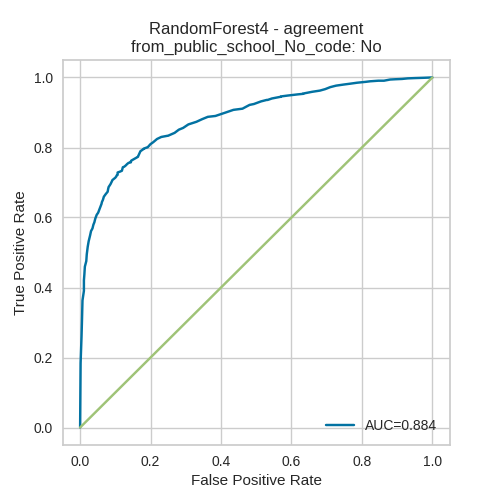 RandomForest4 - agreement
from_public_school_No_code: No
1.0
0.8
0.6
0.4
0.2
0.0
True Positive Rate
AUC=0.884
0.0 0.2 0.4 0.6 0.8 1.0
False Positive Rate